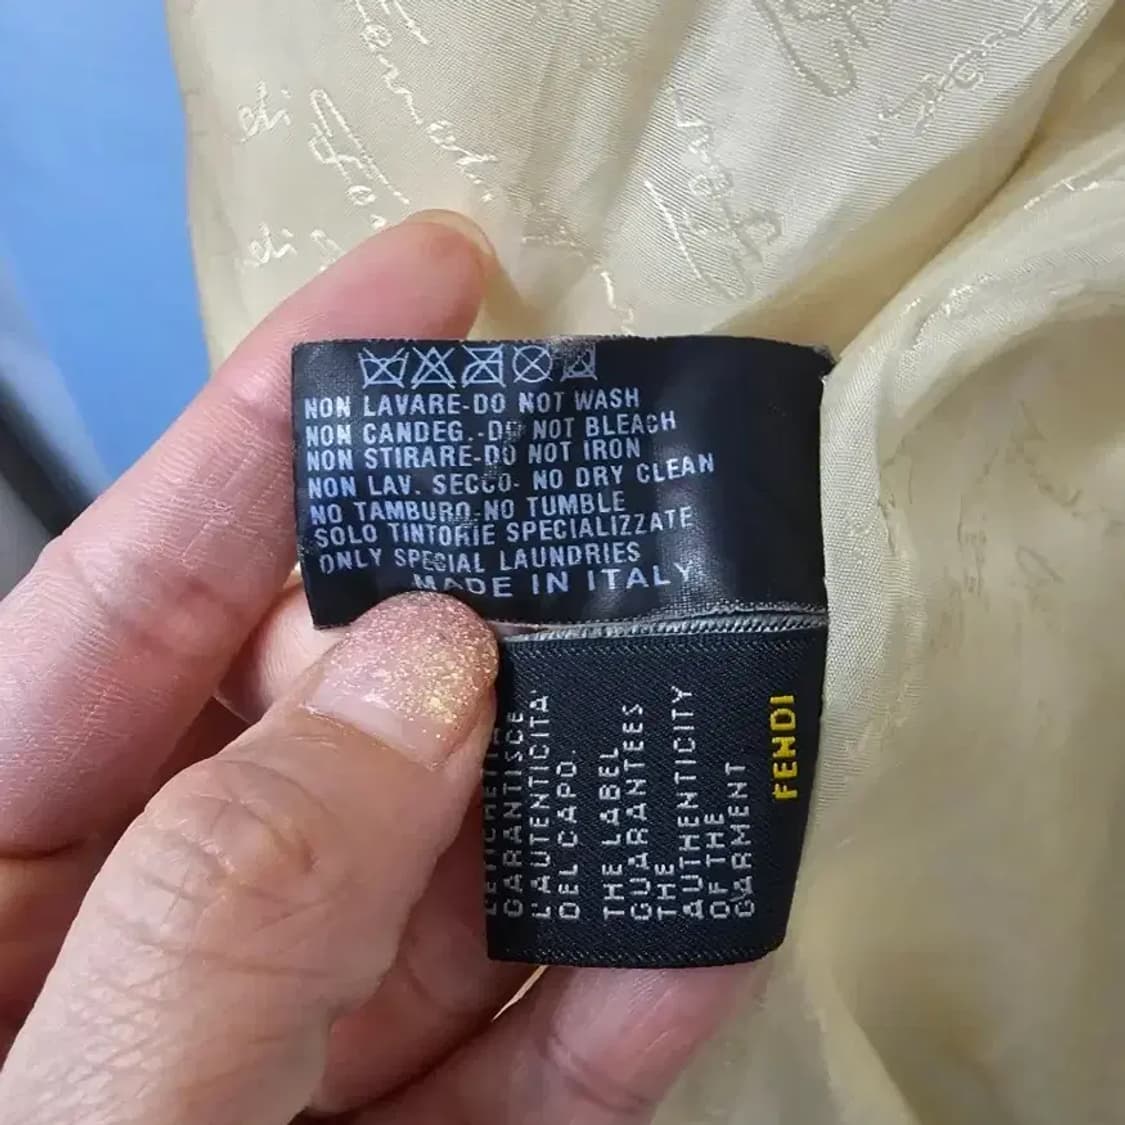 NON LAVARE-DO NOT WASH
NON CANDEG.-DO NOT BLEACH
NON STIRARE-DO NOT IRON
NON LAV. SECCO- NO DRY CLEAN
NO TAMBURO-NO TUMBLE
SOLO TINTORIE SPECIALIZZATE
ONLY SPECIAL LAUNDRIES
MADE IN ITALY
GARANTISCE
L'AUTENTICITA'
DEL CAPO.
THE LABEL
GUARANTEES
THE
AUTHENTICITY
OF THE
GARMENT
FENDI